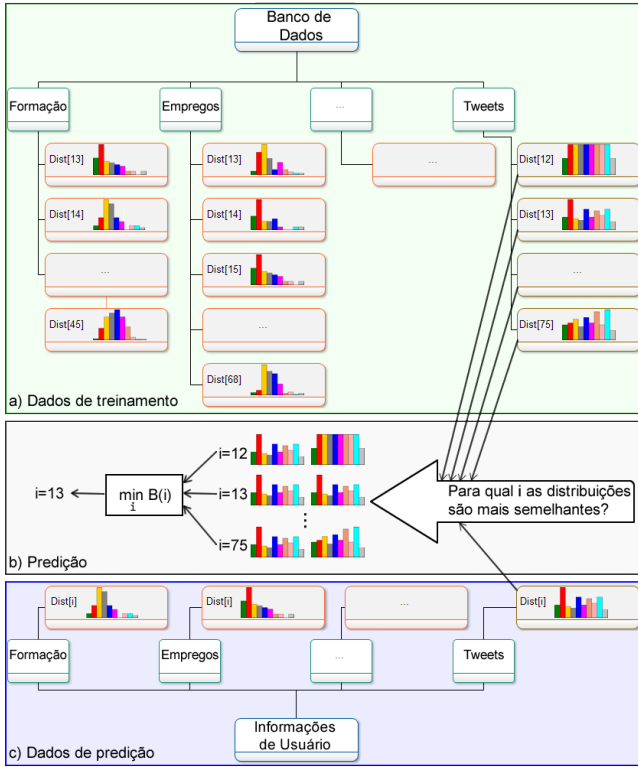 Banco de
Dados
Formação
Empregos
...
Tweets
Dist[13]
Dist[13]
...
Dist[12]
Dist[14]
Dist[14]
Dist[13]
...
Dist[15]
...
Dist[45]
...
Dist[75]
Dist[68]
a) Dados de treinamento
i=12
i=13
min B(i)
i
i=13
Para qual i as distribuições
são mais semelhantes?
...
i=75
b) Predição
Dist[i]
Dist[i]
...
Dist[i]
Formação
Empregos
...
Tweets
Informações
de Usuário
c) Dados de predição